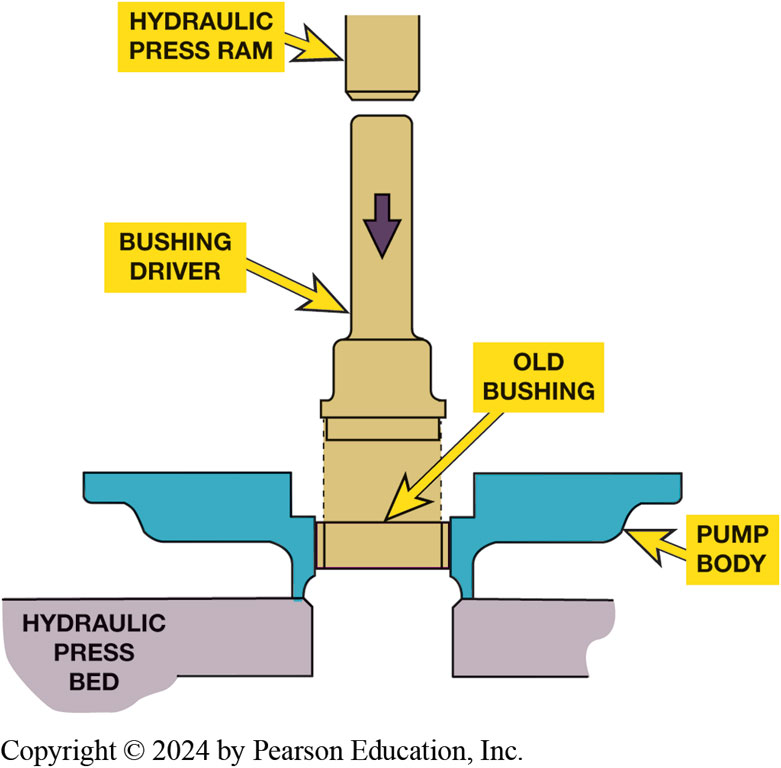 HYDRAULIC
PRESS RAM
BUSHING
DRIVER
OLD
BUSHING
PUMP
BODY
HYDRAULIC
PRESS
BED
Copyright © 2024 by Pearson Education, Inc.